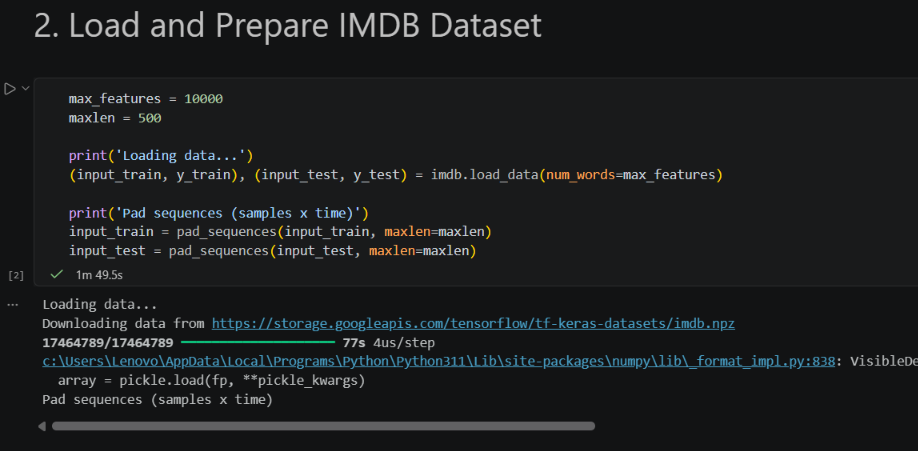 2. Load and Prepare IMDB Dataset
max_features = 10000
maxlen = 500
print('Loading data...')
(input_train, y_train), (input_test, y_test) = imdb.load_data(num_words=max_features)
print('Pad sequences (samples x time)')
input_train = pad_sequences(input_train, maxlen=maxlen)
input_test = pad_sequences(input_test, maxlen=maxlen)
[2] 1m 49.5s
... Loading data...
Downloading data from https://storage.googleapis.com/tensorflow/tf-keras-datasets/imdb.npz
17464789/17464789 77s 4us/step
c:\Users\Lenovo\AppData\Local\Programs\Python\Python311\Lib\site-packages\numpy\lib\_format_impl.py:838: VisibleDe
array = pickle.load(fp, **pickle_kwargs)
Pad sequences (samples x time)